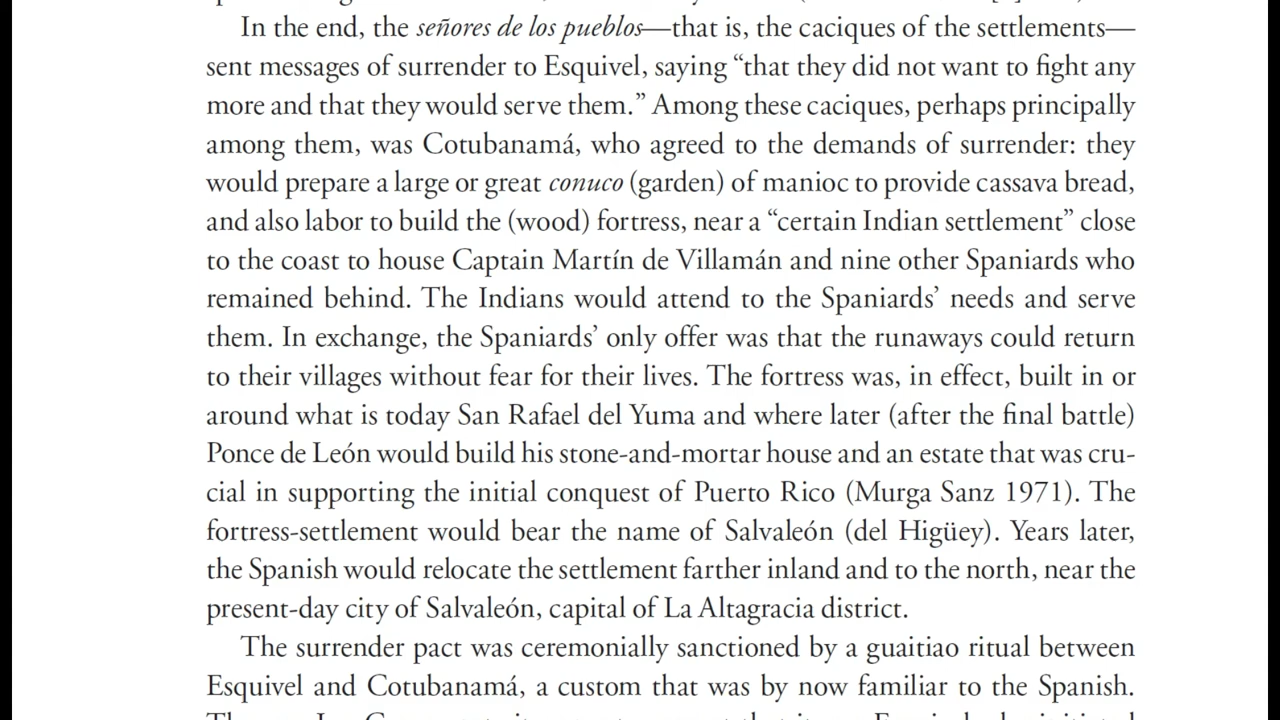 In the end, the señores de los pueblos—that is, the caciques of the settlements—
sent messages of surrender to Esquivel, saying “that they did not want to fight any
more and that they would serve them.” Among these caciques, perhaps principally
among them, was Cotubanamá, who agreed to the demands of surrender: they
would prepare a large or great conuco (garden) of manioc to provide cassava bread,
and also labor to build the (wood) fortress, near a “certain Indian settlement” close
to the coast to house Captain Martín de Villamán and nine other Spaniards who
remained behind. The Indians would attend to the Spaniards’ needs and serve
them. In exchange, the Spaniards’ only offer was that the runaways could return
to their villages without fear for their lives. The fortress was, in effect, built in or
around what is today San Rafael del Yuma and where later (after the final battle)
Ponce de León would build his stone-and-mortar house and an estate that was cru-
cial in supporting the initial conquest of Puerto Rico (Murga Sanz 1971). The
fortress-settlement would bear the name of Salvaleón (del Higüey). Years later,
the Spanish would relocate the settlement farther inland and to the north, near the
present-day city of Salvaleón, capital of La Altagracia district.
The surrender pact was ceremonially sanctioned by a guaitiao ritual between
Esquivel and Cotubanamá, a custom that was by now familiar to the Spanish.